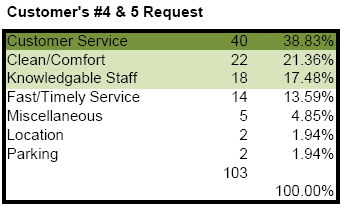 Customer's #4 & 5 Request
Customer Service 40 38.83%
Clean/Comfort 22 21.36%
Knowledgable Staff 18 17.48%
Fast/Timely Service 14 13.59%
Miscellaneous 5 4.85%
Location 2 1.94%
Parking 2 1.94%
103
100.00%